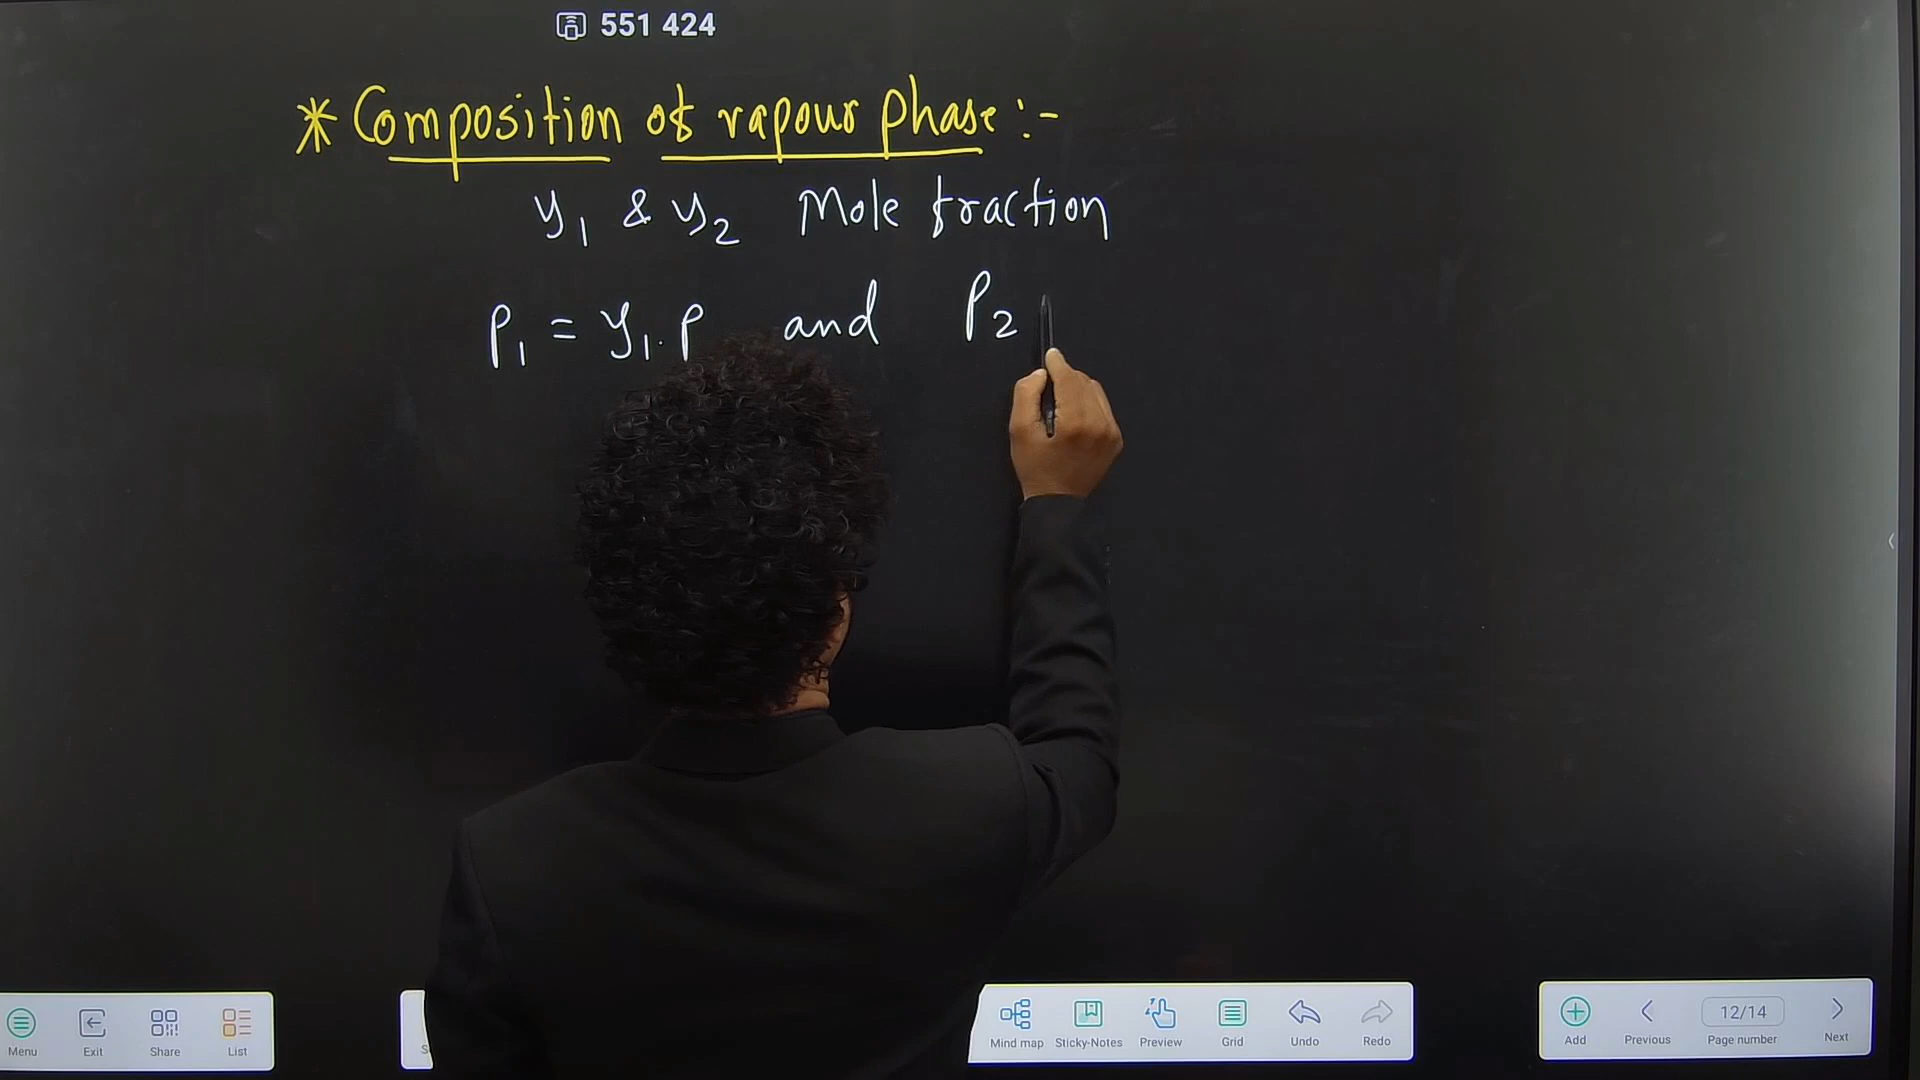 551 424
* Composition of vapour phase :-
y₁ & y₂ Mole fraction
P₁ = y₁.P and P₂
Menu Exit Share List
Mind map Sticky-Notes Preview Grid Undo Redo
Add Previous 12/14 Page number Next